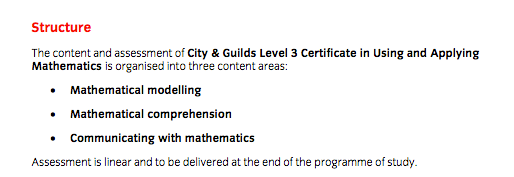 Structure
The content and assessment of City & Guilds Level 3 Certificate in Using and Applying
Mathematics is organised into three content areas:
• Mathematical modelling
• Mathematical comprehension
• Communicating with mathematics
Assessment is linear and to be delivered at the end of the programme of study.